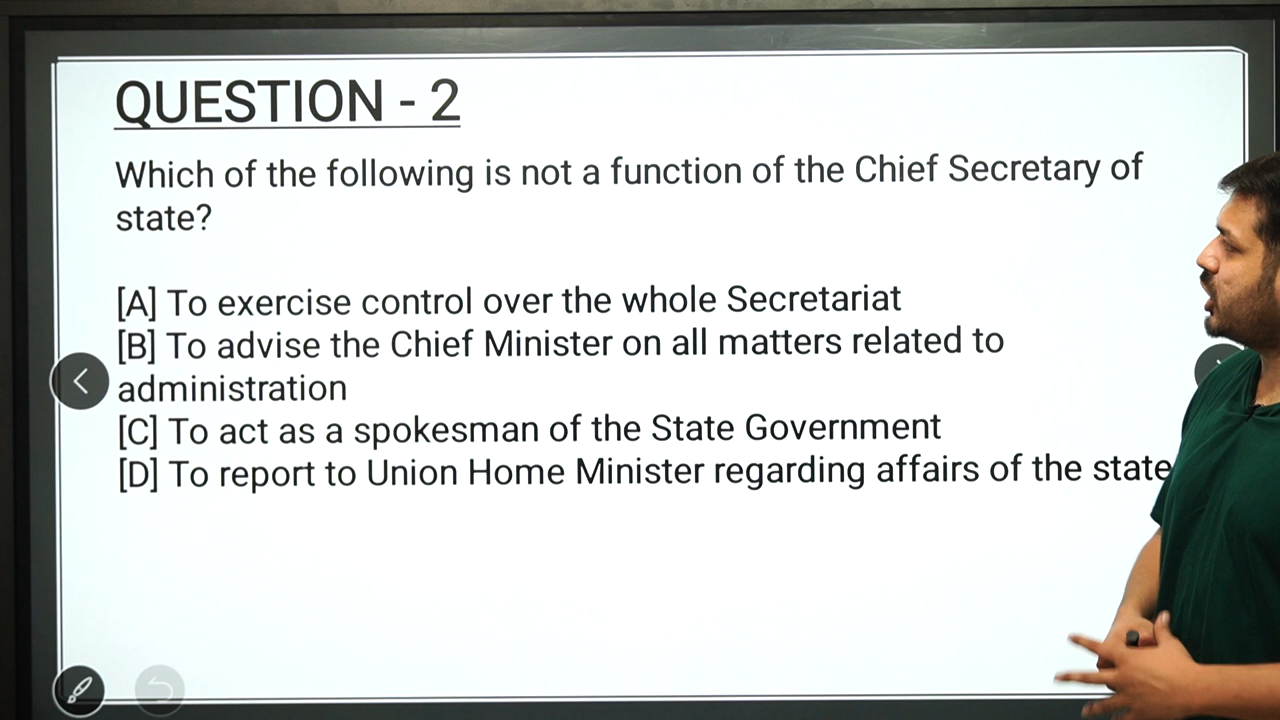 QUESTION - 2
Which of the following is not a function of the Chief Secretary of
state?
[A] To exercise control over the whole Secretariat
[B] To advise the Chief Minister on all matters related to
administration
[C] To act as a spokesman of the State Government
[D] To report to Union Home Minister regarding affairs of the state